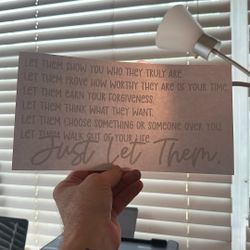 LET THEM SHOW YOU WHO THEY TRULY ARE.
LET THEM PROVE HOW WORTHY THEY ARE OF YOUR TIME.
LET THEM EARN YOUR FORGIVENESS.
LET THEM THINK WHAT THEY WANT.
LET THEM CHOOSE SOMETHING OR SOMEONE OVER YOU.
LET THEM WALK OUT OF YOUR LIFE.
Just Let Them.